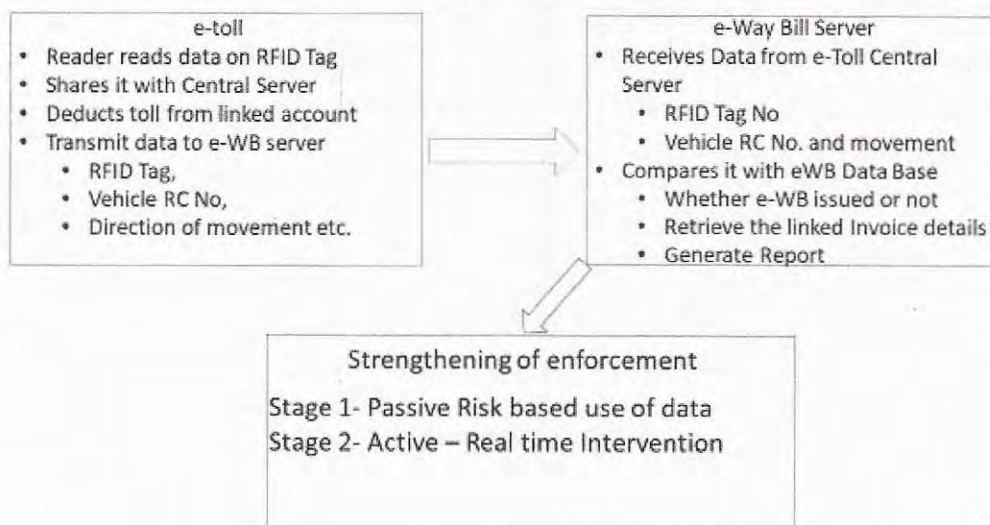 e-toll
• Reader reads data on RFID Tag
• Shares it with Central Server
• Deducts toll from linked account
• Transmit data to e-WB server
• RFID Tag,
• Vehicle RC No,
• Direction of movement etc.
e-Way Bill Server
• Receives Data from e-Toll Central
Server
• RFID Tag No
• Vehicle RC No. and movement
• Compares it with eWB Data Base
• Whether e-WB issued or not
• Retrieve the linked Invoice details
• Generate Report
Strengthening of enforcement
Stage 1- Passive Risk based use of data
Stage 2- Active – Real time Intervention